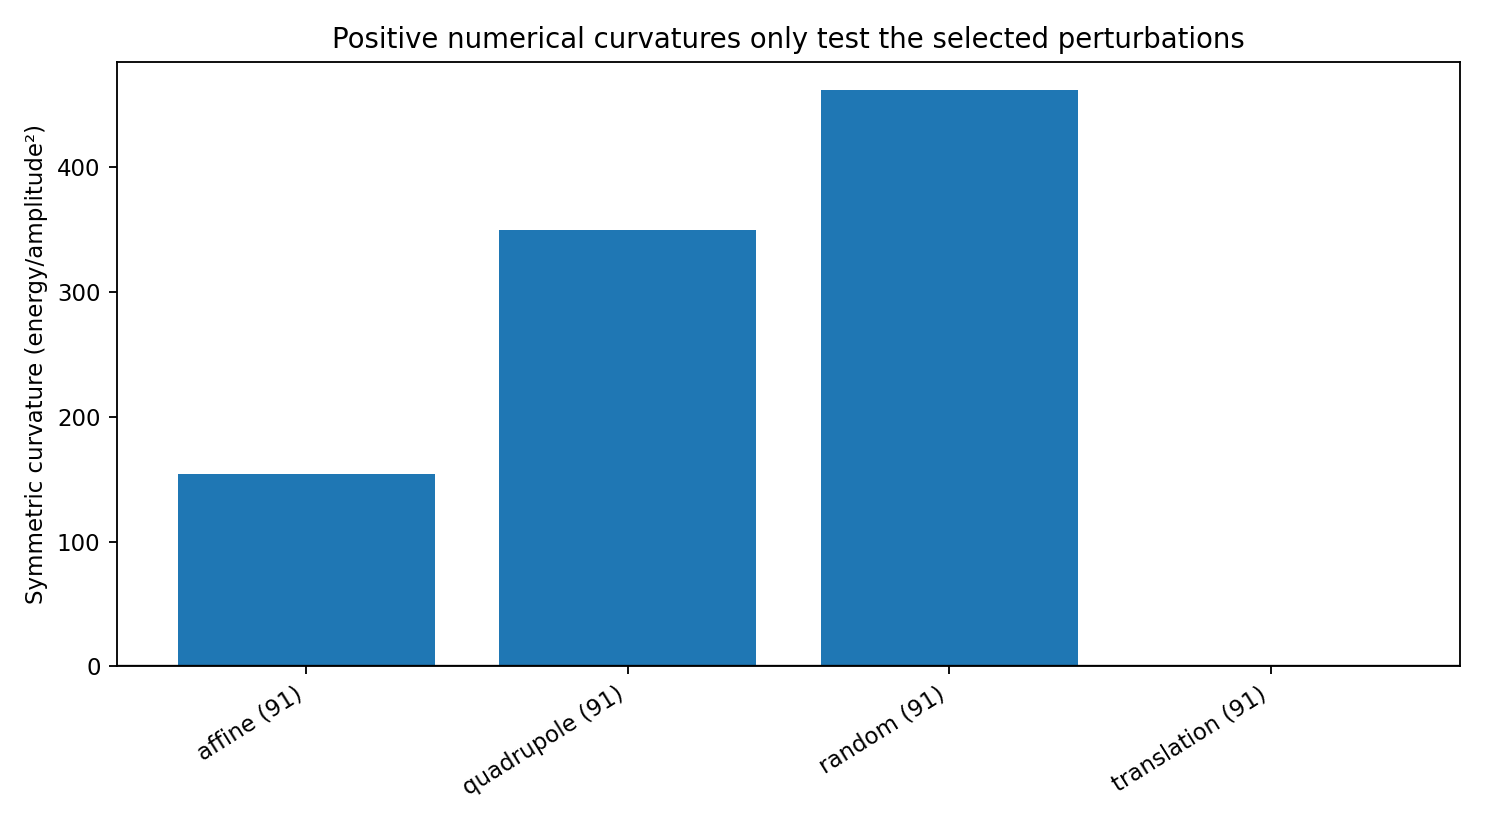 Positive numerical curvatures only test the selected perturbations
Symmetric curvature (energy/amplitude²)
400
300
200
100
0
affine (91)
quadrupole (91)
random (91)
translation (91)